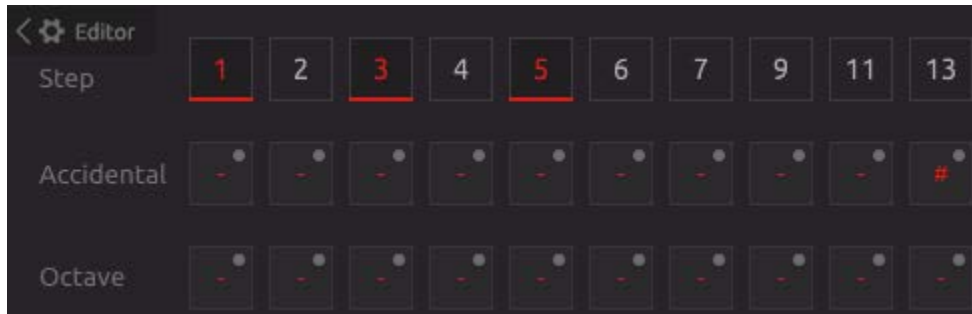 Editor
Step 1 2 3 4 5 6 7 9 11 13
Accidental - - - - - - - - - #
Octave - - - - - - - - - -